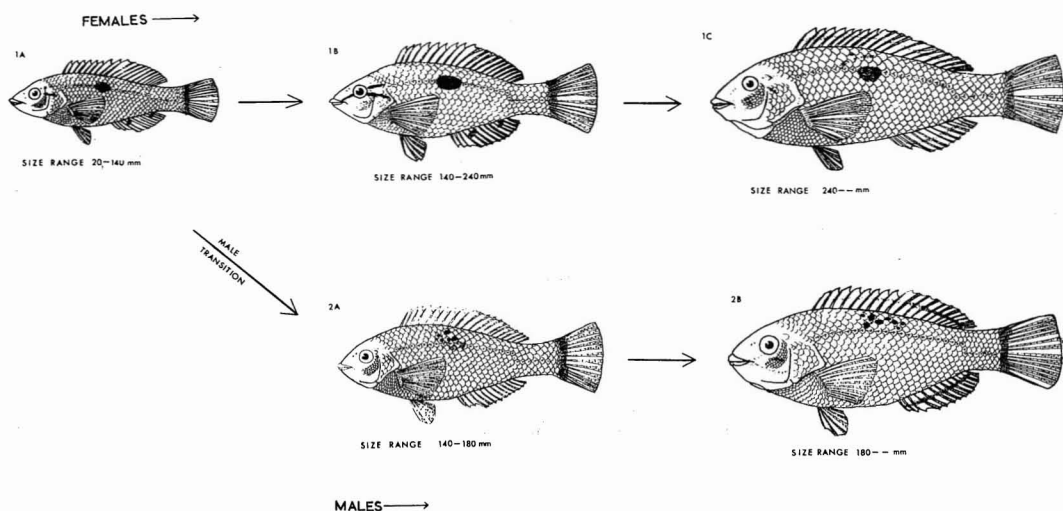 FEMALES
1A
1B
1C
SIZE RANGE 20-140 mm
SIZE RANGE 140-240mm
SIZE RANGE 240-- mm
MALE
TRANSITION
2A
2B
SIZE RANGE 140-180 mm
SIZE RANGE 180-- mm
MALES